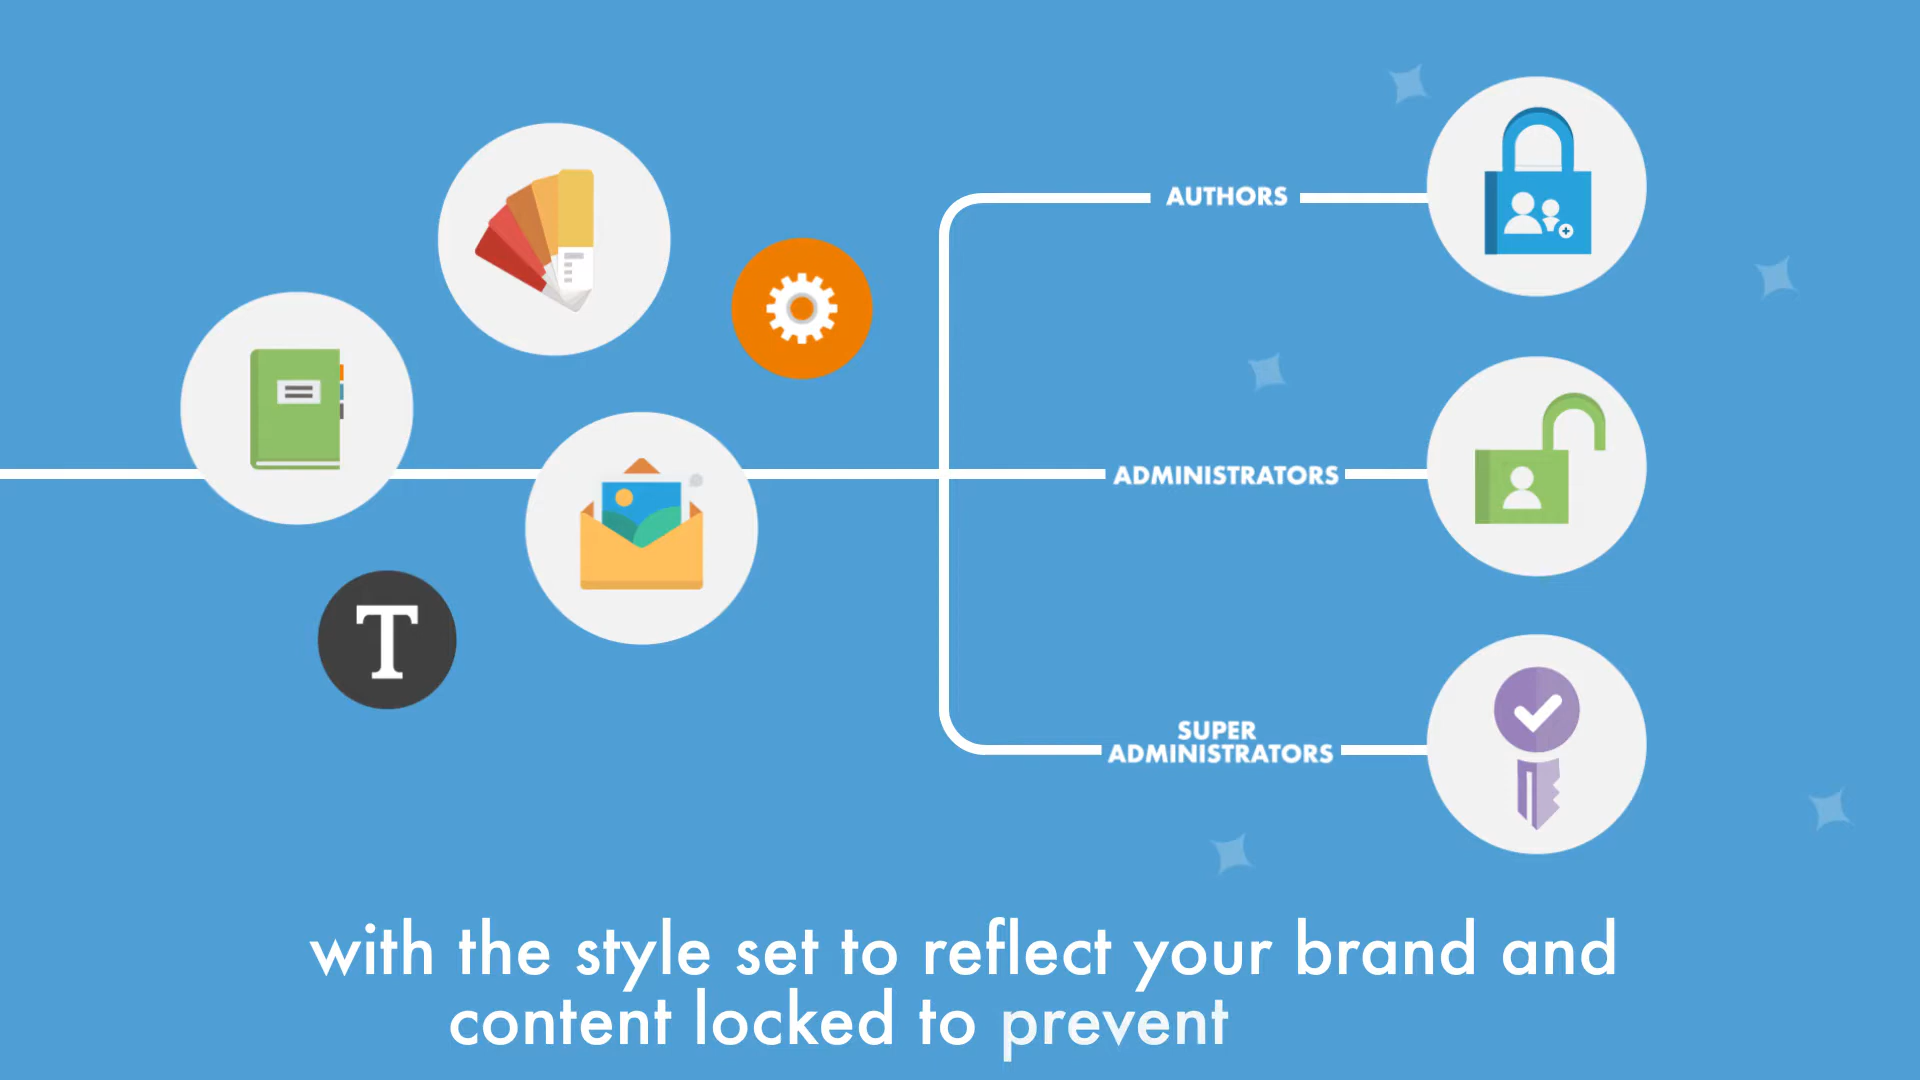 AUTHORS
ADMINISTRATORS
T
SUPER
ADMINISTRATORS
with the style set to reflect your brand and
content locked to prevent